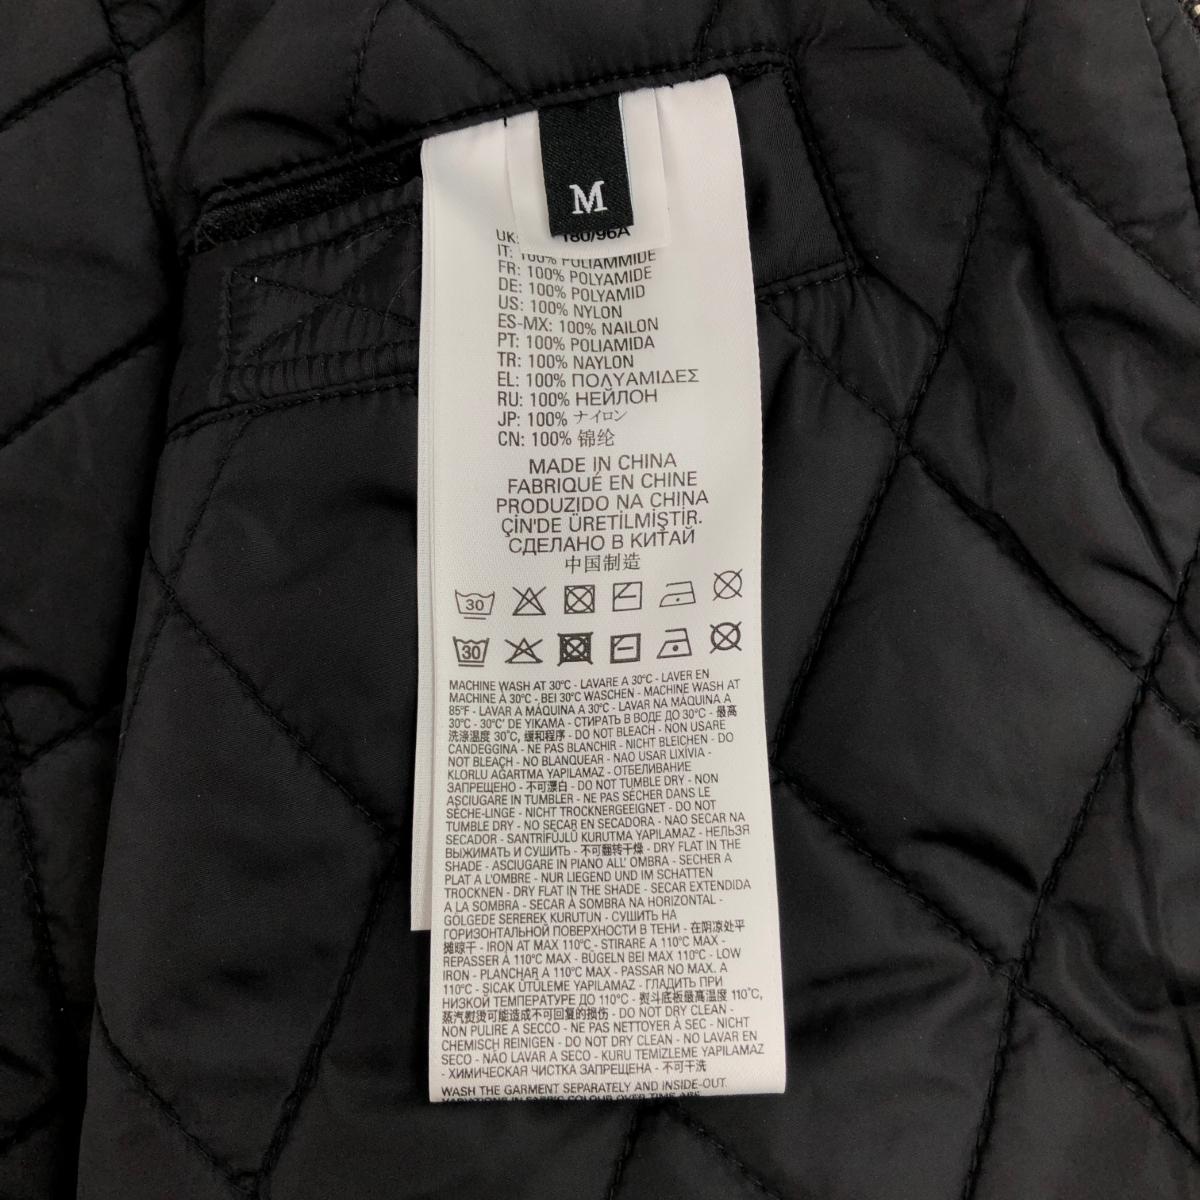 M
UK: 180/96A
IT: 100% POLIAMMIDE
FR: 100% POLYAMIDE
DE: 100% POLYAMID
US: 100% NYLON
ES-MX: 100% NAILON
PT: 100% POLIAMIDA
TR: 100% NAYLON
EL: 100% ΠΟΛΥΑΜΙΔΕΣ
RU: 100% НЕЙЛОН
JP: 100% ナイロン
CN: 100% 锦纶
MADE IN CHINA
FABRIQUÉ EN CHINE
PRODUZIDO NA CHINA
ÇİN'DE ÜRETİLMİŞTİR.
СДЕЛАНО В КИТАЙ
中国制造
30
30
MACHINE WASH AT 30°C - LAVARE A 30°C - LAVER EN
MACHINE À 30°C - BEI 30°C WASCHEN - MACHINE WASH AT
85°F - LAVAR A MÁQUINA A 30°C - LAVAR NA MÁQUINA A
30°C - 30°C' DE YIKAMA - СТИРАТЬ В ВОДЕ ДО 30°C - 最高
洗涤温度 30°C, 缓和程序 - DO NOT BLEACH - NON USARE
CANDEGGINA - NE PAS BLANCHIR - NICHT BLEICHEN - DO
NOT BLEACH - NO BLANQUEAR - NAO USAR LIXÍVIA -
KLORLU AĞARTMA YAPILAMAZ - ОТБЕЛИВАНИЕ
ЗАПРЕЩЕНО - 不可漂白 - DO NOT TUMBLE DRY - NON
ASCIUGARE IN TUMBLER - NE PAS SÉCHER DANS LE
SÈCHE-LINGE - NICHT TROCKNERGEEIGNET - DO NOT
TUMBLE DRY - NO SECAR EN SECADORA - NAO SECAR NA
SECADOR - SANTRİFÜJLÜ KURUTMA YAPILAMAZ - НЕЛЬЗЯ
ВЫЖИМАТЬ И СУШИТЬ - 不可翻转干燥 - DRY FLAT IN THE
SHADE - ASCIUGARE IN PIANO ALL' OMBRA - SECHER A
PLAT A L'OMBRE - NUR LIEGEND UND IM SCHATTEN
TROCKNEN - DRY FLAT IN THE SHADE - SECAR EXTENDIDA
A LA SOMBRA - SECAR À SOMBRA NA HORIZONTAL -
GÖLGEDE SEREREK KURUTUN - СУШИТЬ НА
ГОРИЗОНТАЛЬНОЙ ПОВЕРХНОСТИ В ТЕНИ - 在阴凉处平
摊晾干 - IRON AT MAX 110°C - STIRARE A 110°C MAX -
REPASSER À 110°C MAX - BÜGELN BEI MAX 110°C - LOW
IRON - PLANCHAR A 110°C MAX - PASSAR NO MAX. A
110°C - SICAK ÜTÜLEME YAPILAMAZ - ГЛАДИТЬ ПРИ
НИЗКОЙ ТЕМПЕРАТУРЕ ДО 110°C - 熨斗底板最高温度 110°C,
蒸汽熨烫可能造成不可回复的损伤 - DO NOT DRY CLEAN -
NON PULIRE A SECCO - NE PAS NETTOYER À SEC - NICHT
CHEMISCH REINIGEN - DO NOT DRY CLEAN - NO LAVAR EN
SECO - NÃO LAVAR A SECO - KURU TEMİZLEME YAPILAMAZ
- ХИМИЧЕСКАЯ ЧИСТКА ЗАПРЕЩЕНА - 不可干洗
WASH THE GARMENT SEPARATELY AND INSIDE-OUT.
VARIATIONS IN FABRIC COLOUR OVER TIME ARE